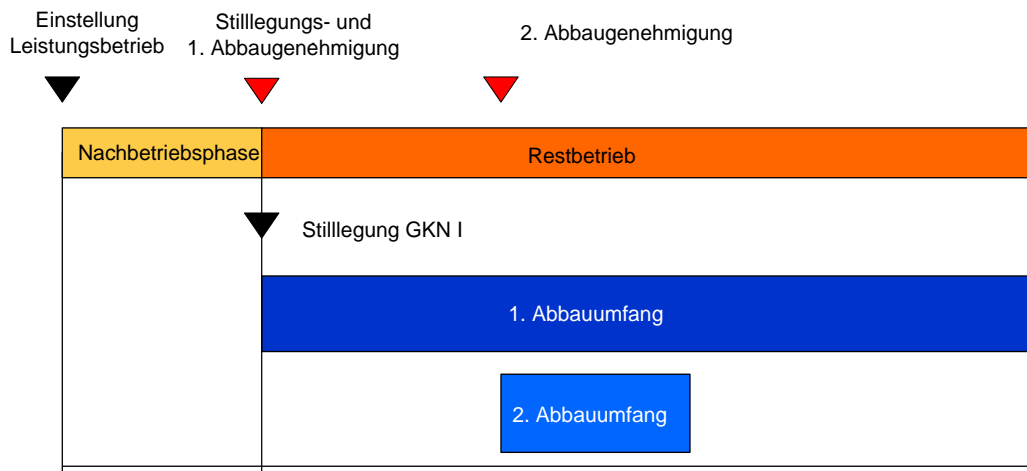 Einstellung
Leistungsbetrieb
Stilllegungs- und
1. Abbaugenehmigung
2. Abbaugenehmigung
Nachbetriebsphase
Restbetrieb
Stilllegung GKN I
1. Abbauumfang
2. Abbauumfang